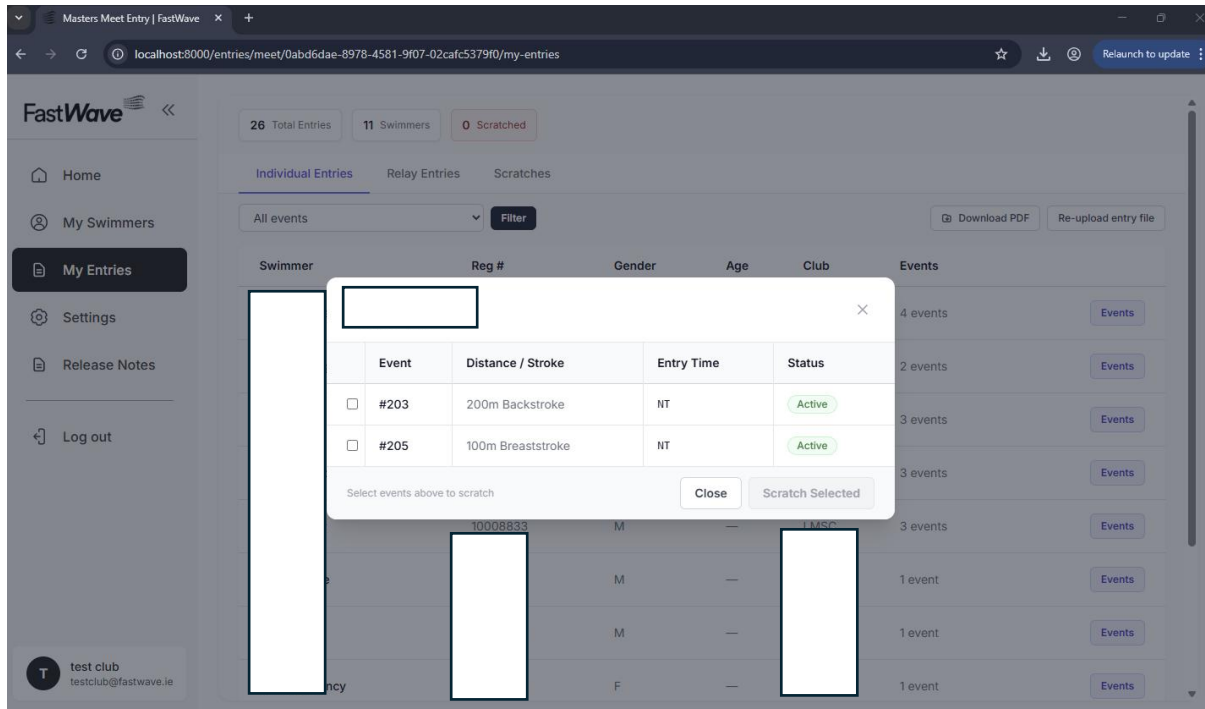 Masters Meet Entry | FastWave
localhost:8000/entries/meet/0abd6dae-8978-4581-9f07-02cafc5379f0/my-entries
Relaunch to update
FastWave
Home
My Swimmers
My Entries
Settings
Release Notes
Log out
T
test club
testclub@fastwave.ie
26 Total Entries 11 Swimmers 0 Scratched
Individual Entries Relay Entries Scratches
All events Filter Download PDF Re-upload entry file
Swimmer Reg # Gender Age Club Events
4 events Events
2 events Events
3 events Events
3 events Events
10008833 M — LMSC 3 events Events
e M — 1 event Events
M — 1 event Events
ncy F — 1 event Events
Event Distance / Stroke Entry Time Status
#203 200m Backstroke NT Active
#205 100m Breaststroke NT Active
Select events above to scratch Close Scratch Selected